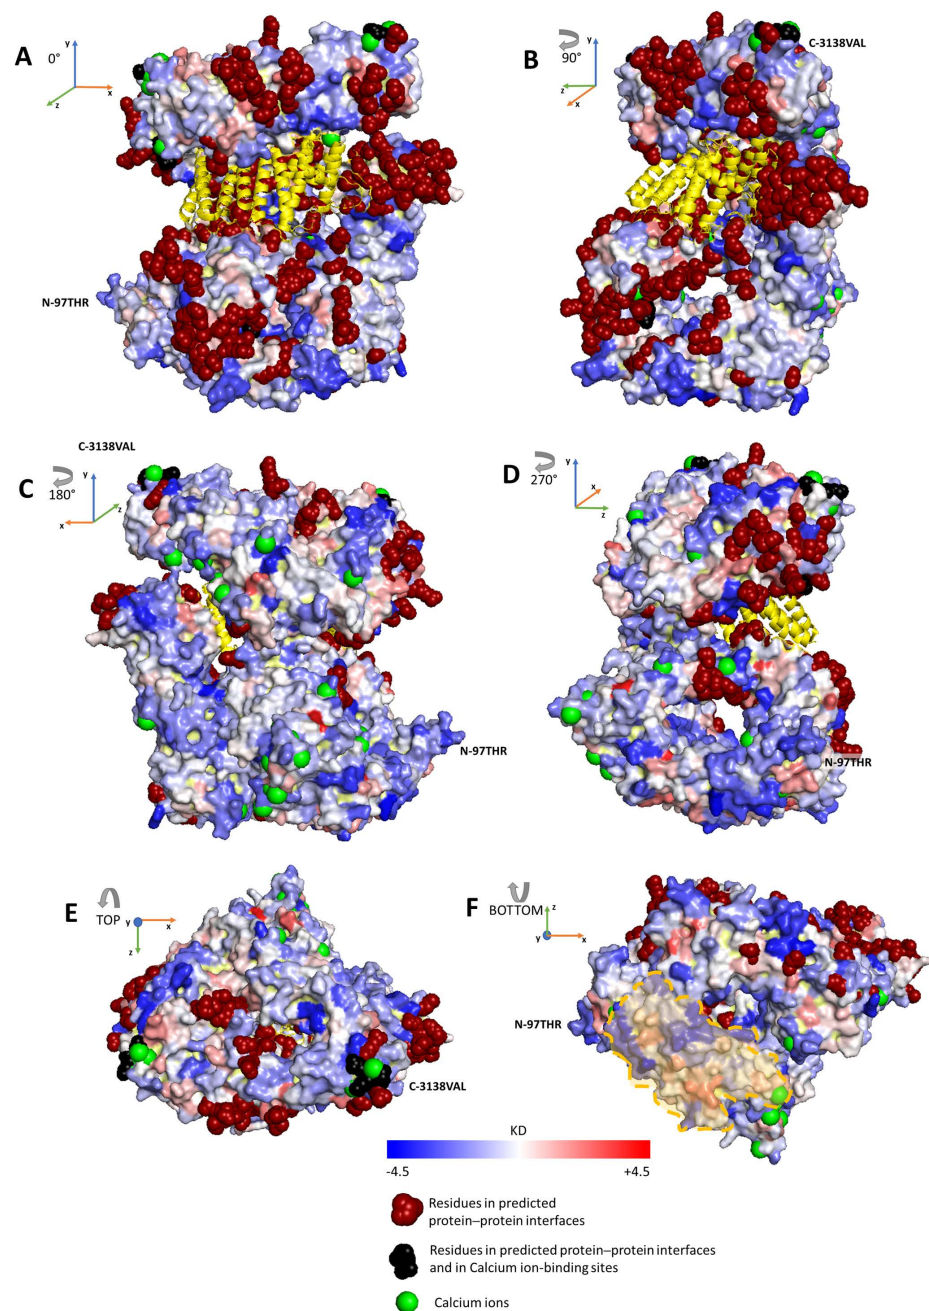 A
0°
y
x
z
B
90°
y
z
x
C-3138VAL
N-97THR
C-3138VAL
C
180°
y
x
z
D
270°
y
x
z
N-97THR
N-97THR
E
TOP
y
x
z
F
BOTTOM
z
y
x
N-97THR
C-3138VAL
KD
-4.5
+4.5
Residues in predicted
protein–protein interfaces
Residues in predicted protein–protein interfaces
and in Calcium ion-binding sites
Calcium ions